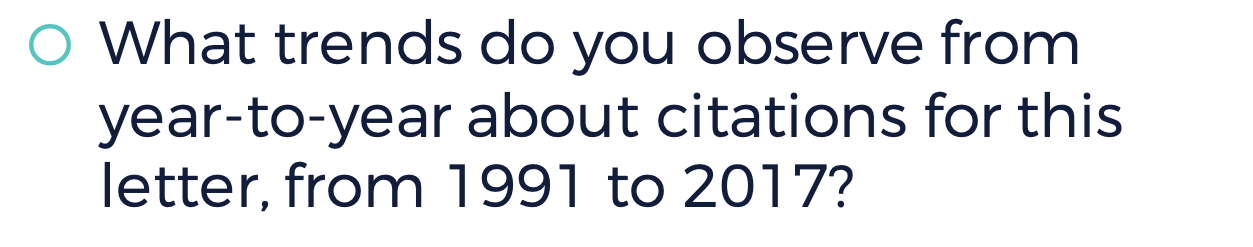 What trends do you observe from
year-to-year about citations for this
letter, from 1991 to 2017?